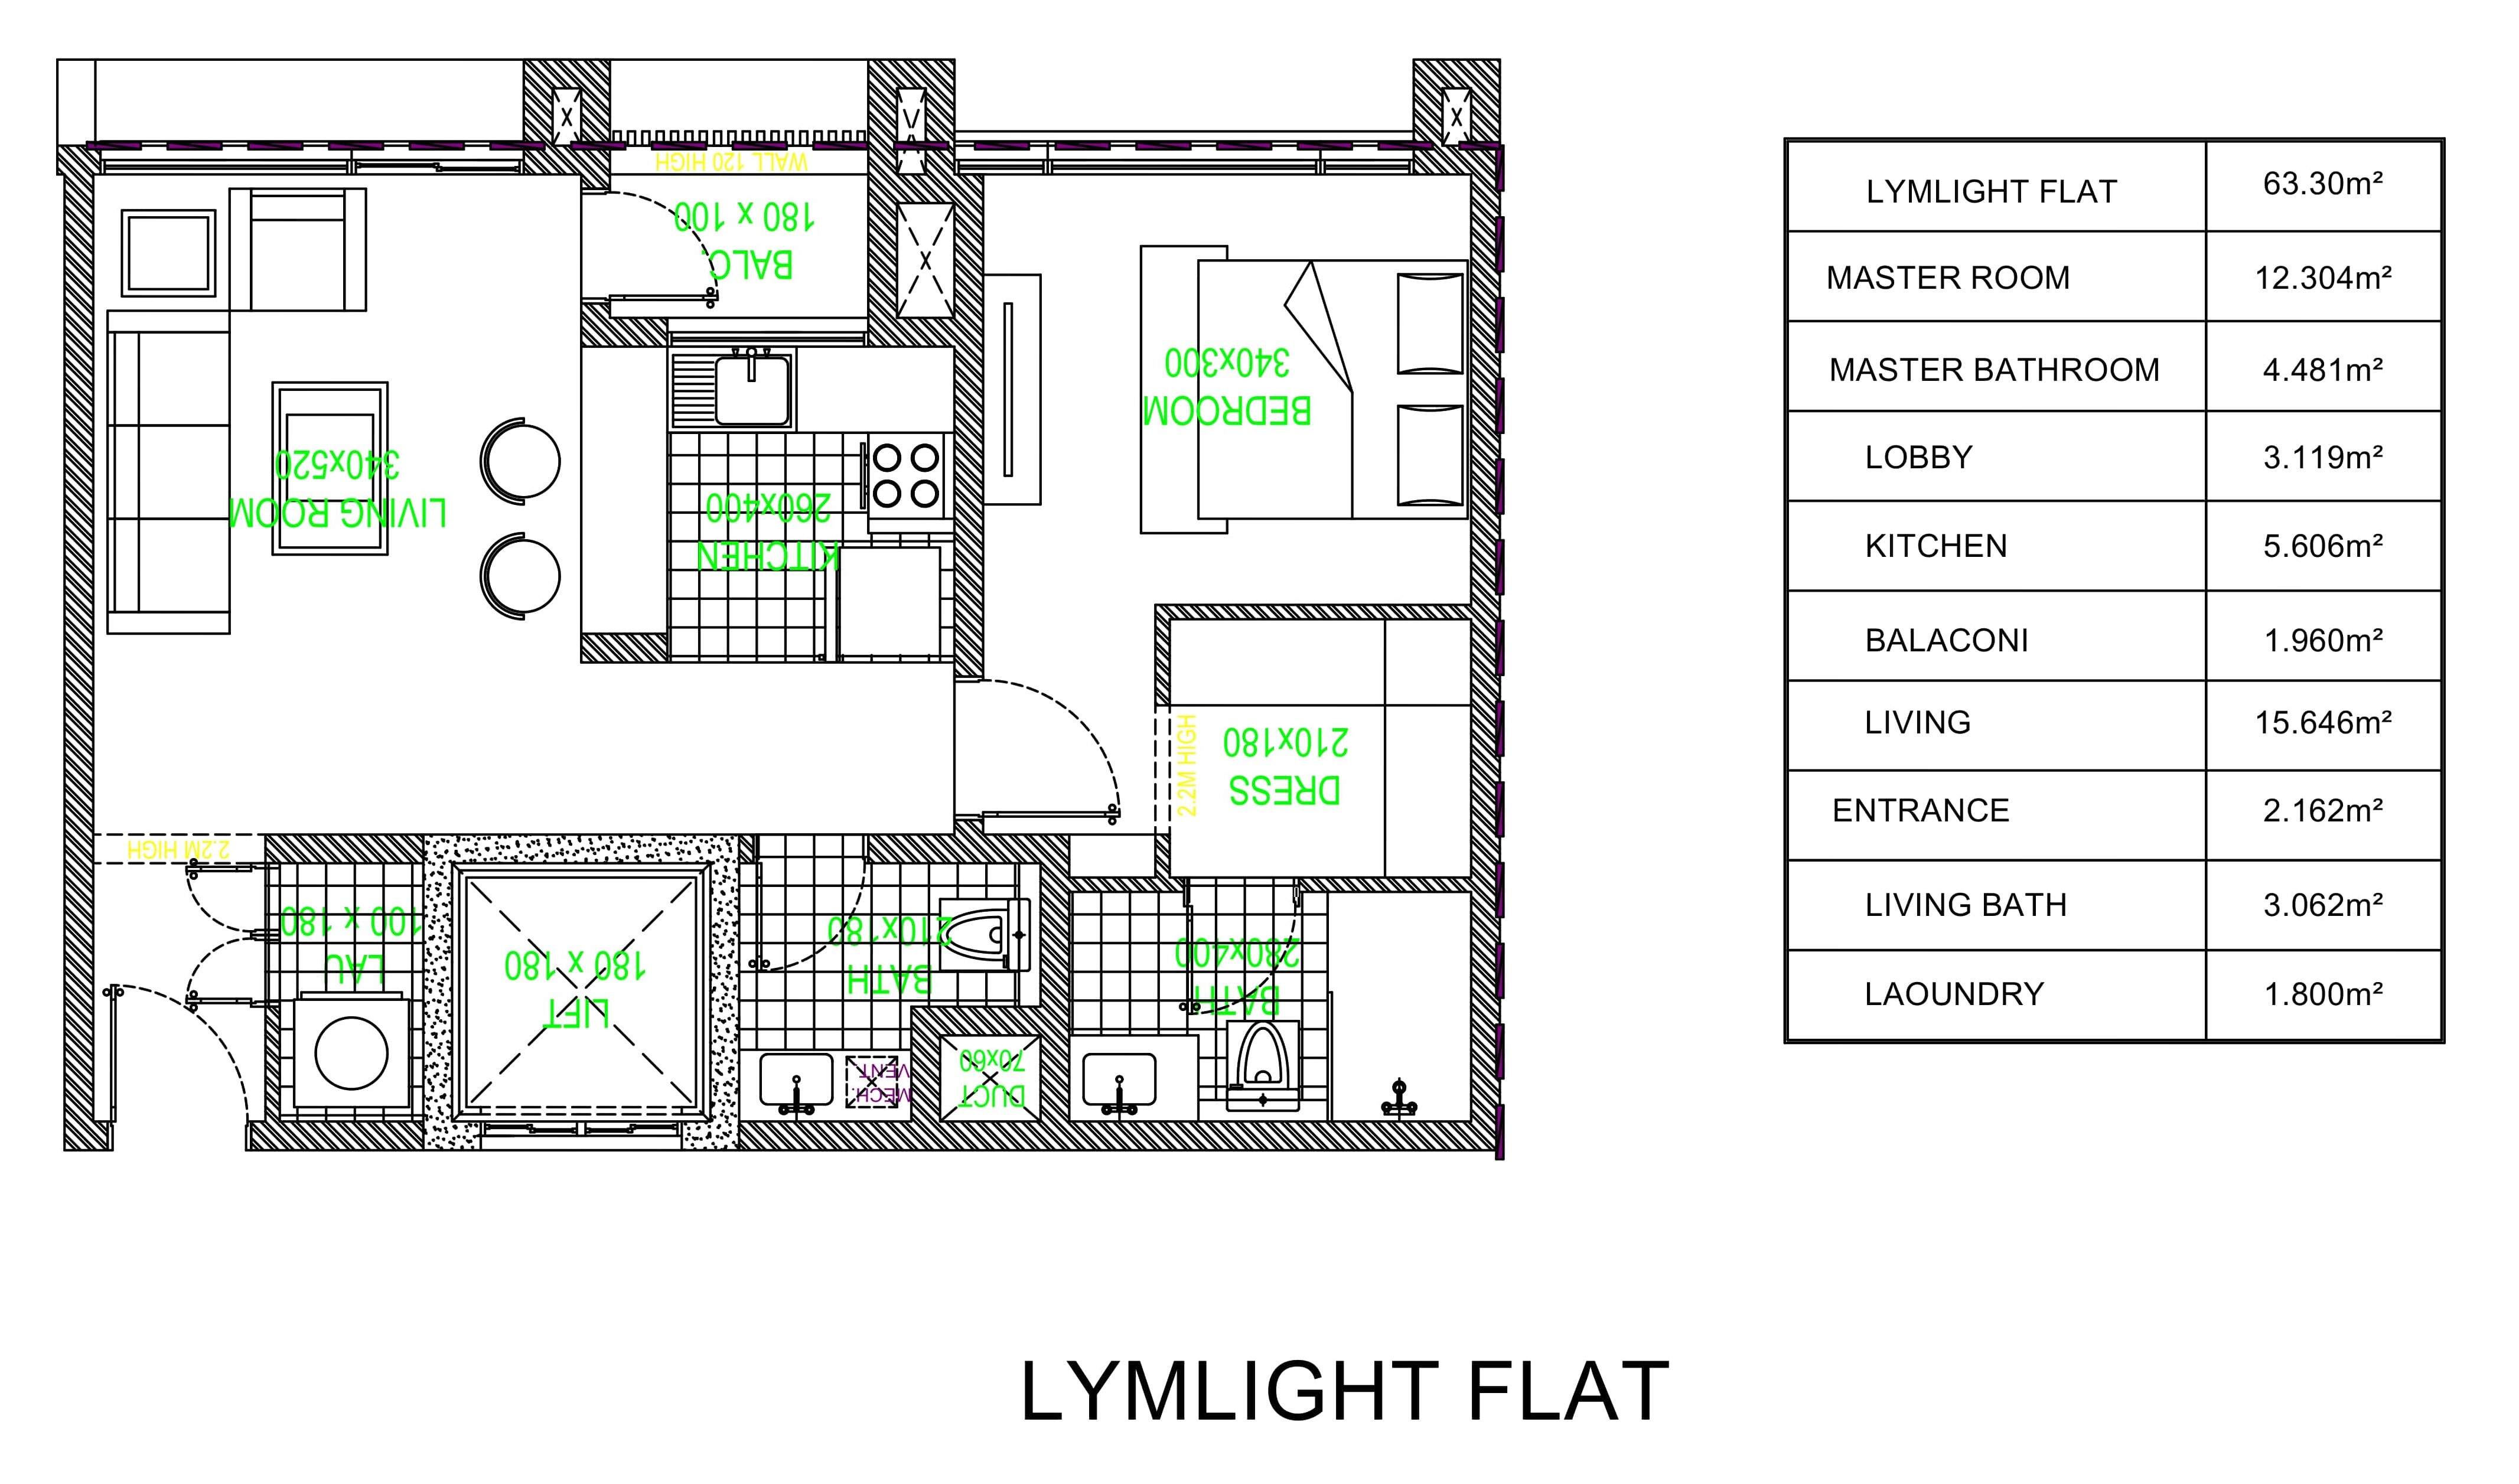 WALL 120 HIGH
BALC.
180 x 100
BEDROOM
340x300
LIVING ROOM
340x520
KITCHEN
260x400
DRESS
210x180
2.2M HIGH
2.2M HIGH
LAU
100 x 180
LIFT
180 x 180
BATH
210x180
BATH
280x400
MECH.
VENT.
DUCT
70x60
LYMLIGHT FLAT 63.30m²
MASTER ROOM 12.304m²
MASTER BATHROOM 4.481m²
LOBBY 3.119m²
KITCHEN 5.606m²
BALACONI 1.960m²
LIVING 15.646m²
ENTRANCE 2.162m²
LIVING BATH 3.062m²
LAOUNDRY 1.800m²
LYMLIGHT FLAT